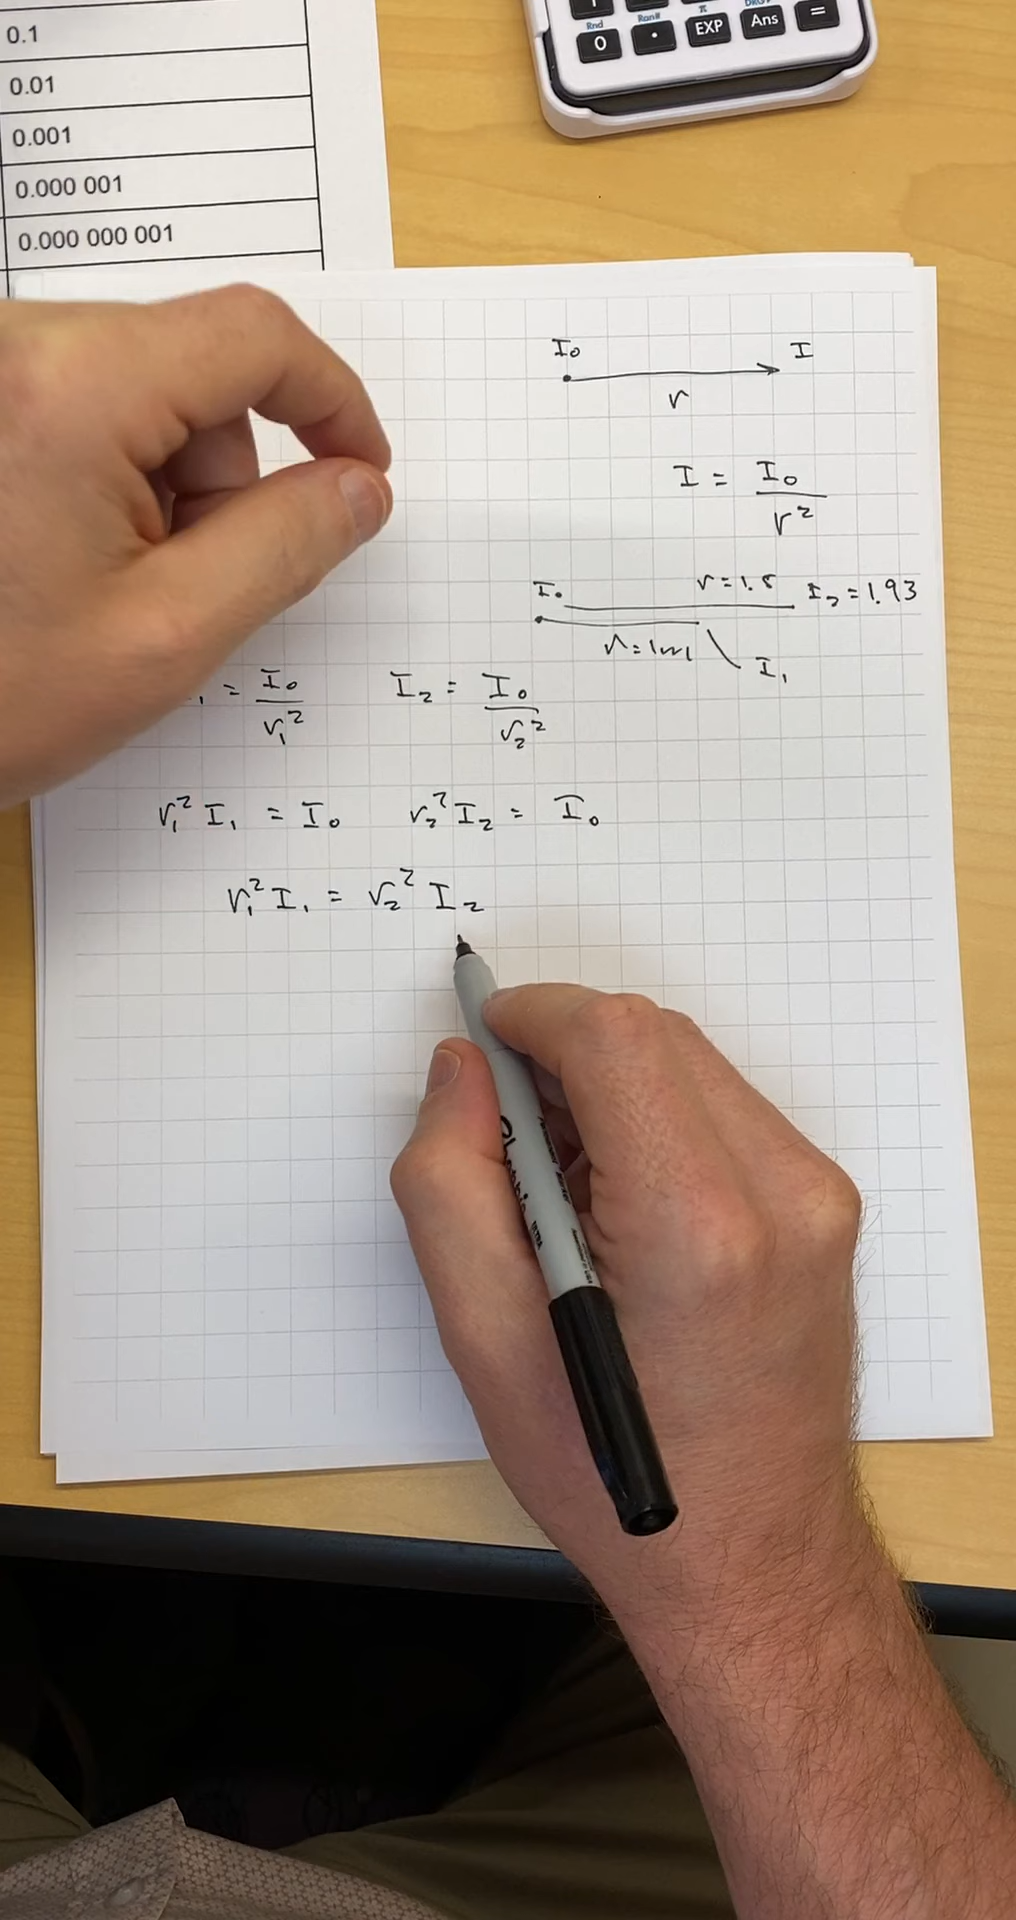 0.1
0.01
0.001
0.000 001
0.000 000 001
Rnd Ran# π
0 · EXP Ans =
I₀ I
r
I = I₀/r²
I₀ r = 1.5 I₂ = 1.93
r = 1m I₁
₁ = I₀/r₁² I₂ = I₀/r₂²
r₁² I₁ = I₀ r₂² I₂ = I₀
r₁² I₁ = r₂² I₂